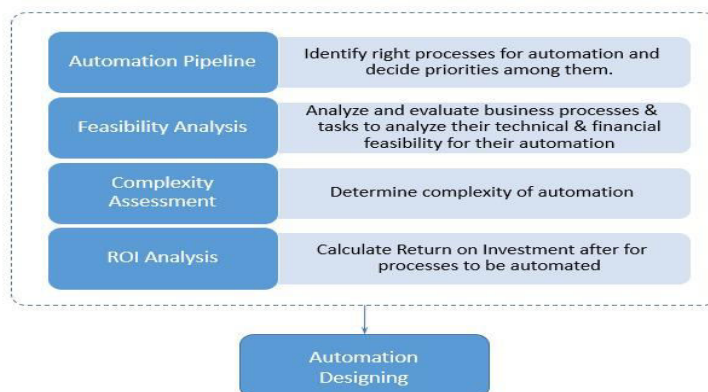 Automation Pipeline
Identify right processes for automation and
decide priorities among them.
Feasibility Analysis
Analyze and evaluate business processes &
tasks to analyze their technical & financial
feasibility for their automation
Complexity
Assessment
Determine complexity of automation
ROI Analysis
Calculate Return on Investment after for
processes to be automated
Automation
Designing